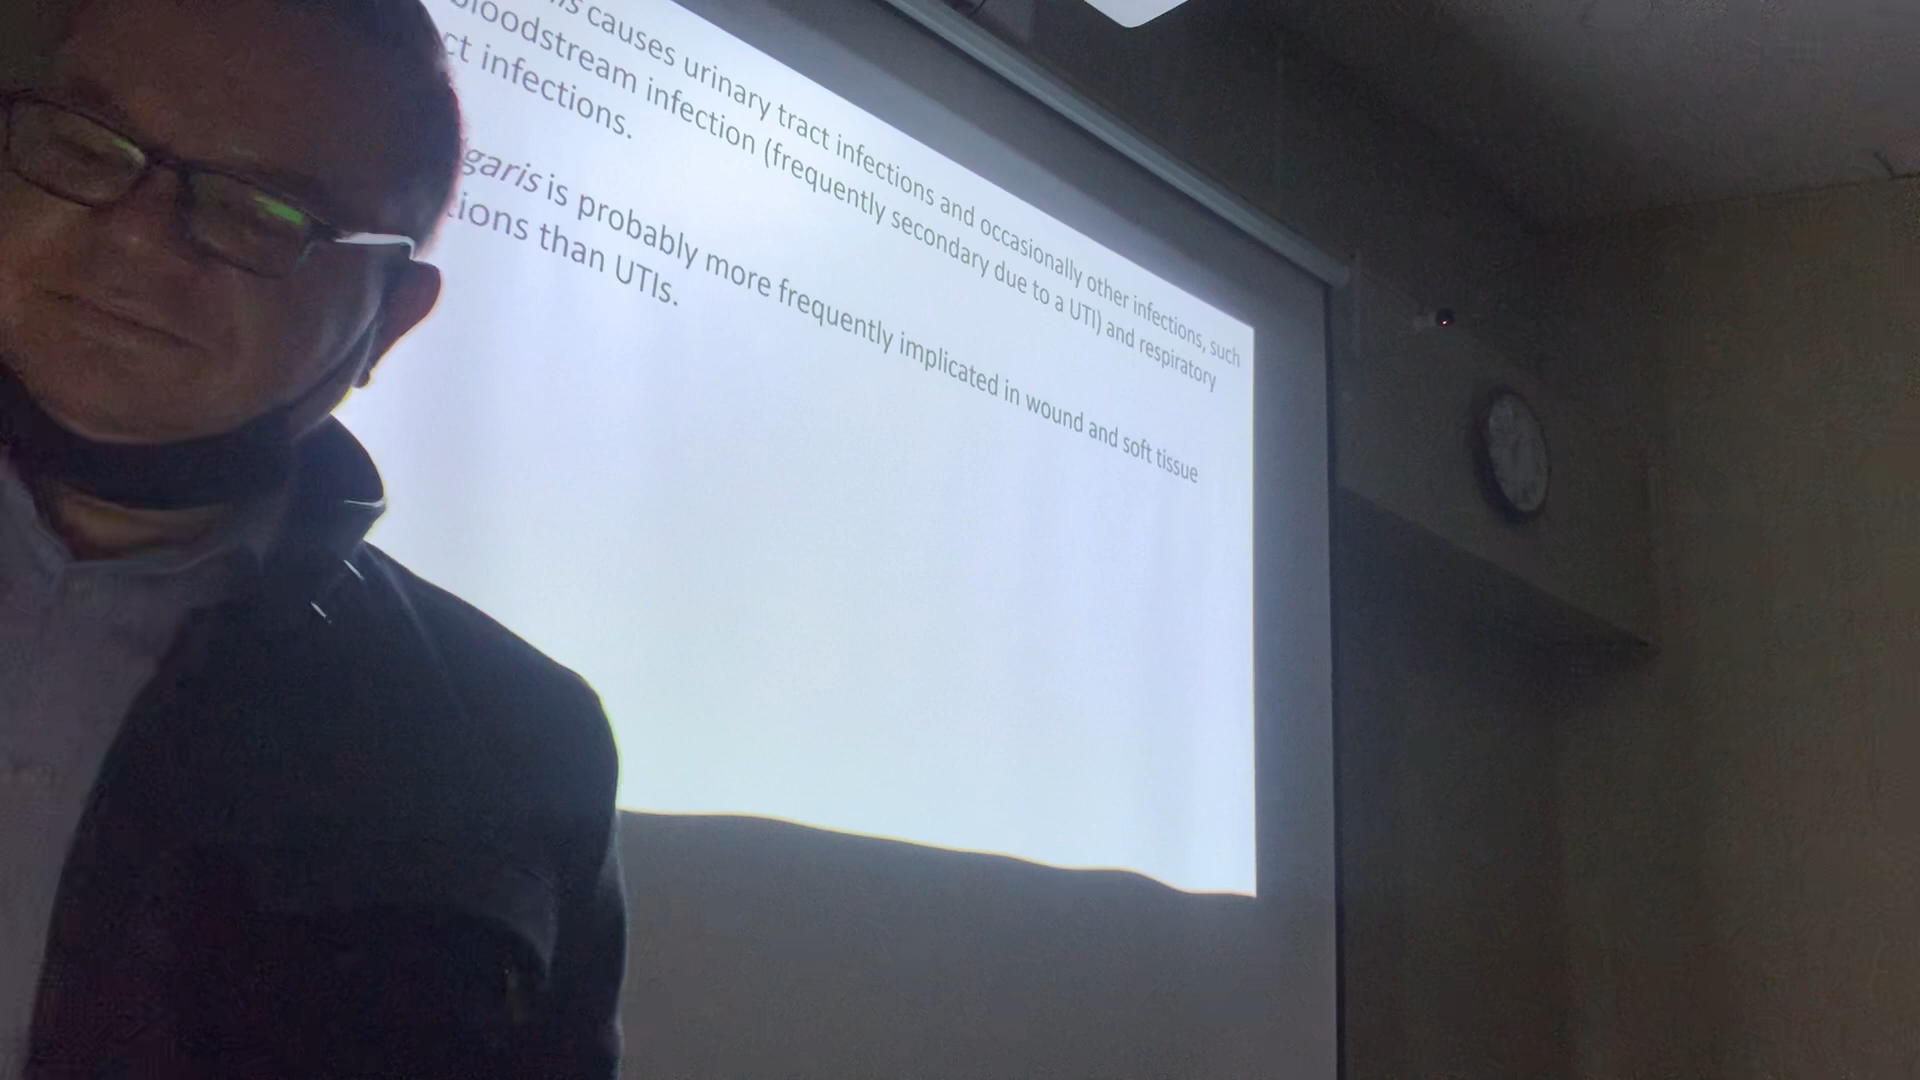 causes urinary tract infections and occasionally other infections, such
bloodstream infection (frequently secondary due to a UTI) and respiratory
ct infections.
garis is probably more frequently implicated in wound and soft tissue
tions than UTIs.